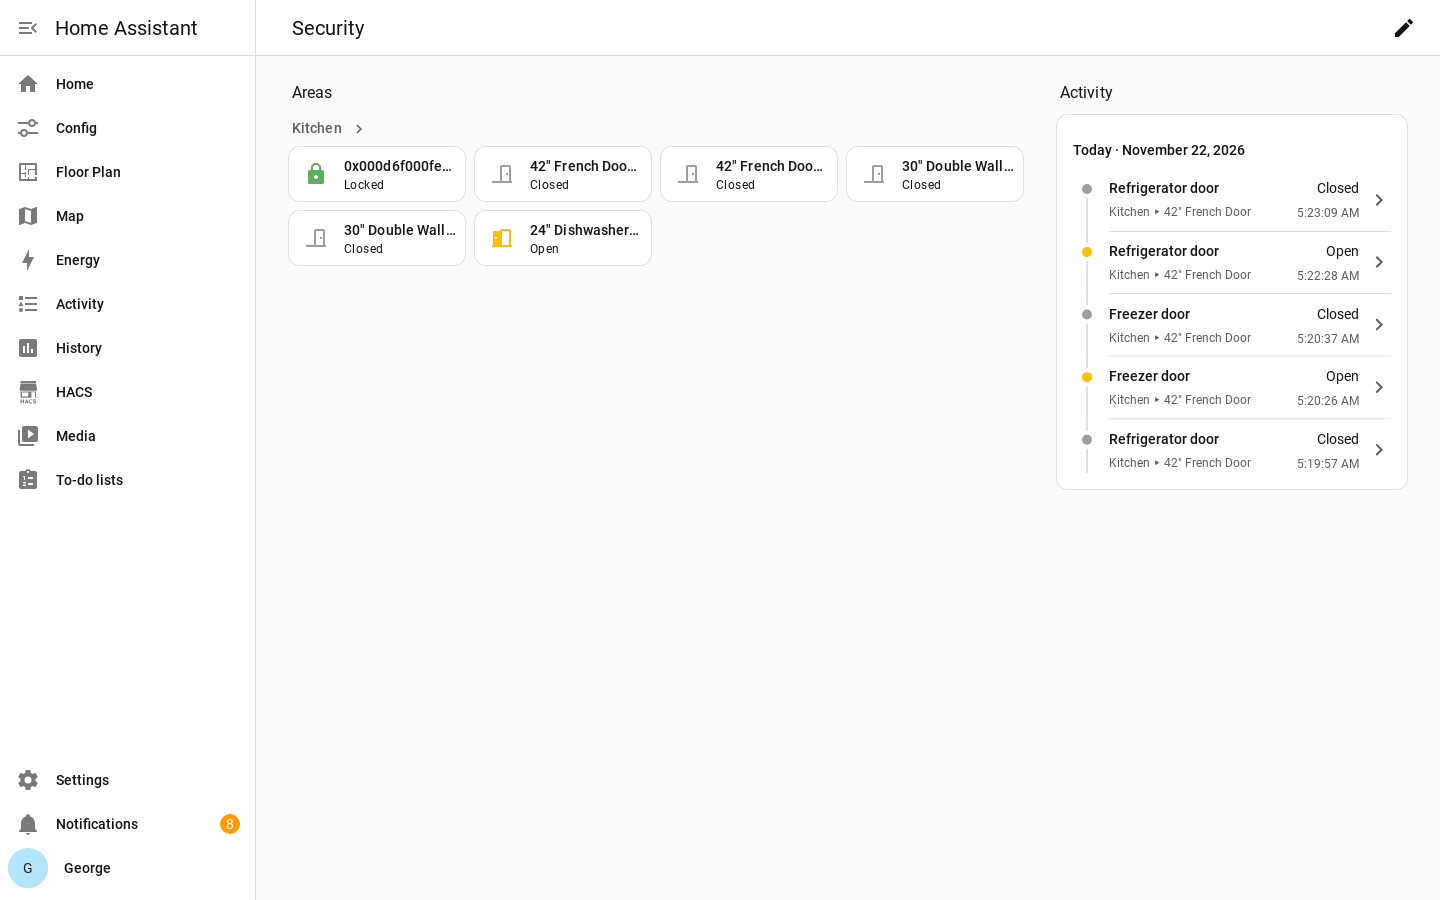 Home Assistant
Home
Config
Floor Plan
Map
Energy
Activity
History
HACS
HACS
Media
To-do lists
Settings
Notifications
8
G
George
Security
Areas
Kitchen
0x000d6f000fe…
Locked
42" French Doo…
Closed
42" French Doo…
Closed
30" Double Wall…
Closed
30" Double Wall…
Closed
24" Dishwasher…
Open
Activity
Today · November 22, 2026
Refrigerator door Closed
Kitchen ▸ 42" French Door 5:23:09 AM
Refrigerator door Open
Kitchen ▸ 42" French Door 5:22:28 AM
Freezer door Closed
Kitchen ▸ 42" French Door 5:20:37 AM
Freezer door Open
Kitchen ▸ 42" French Door 5:20:26 AM
Refrigerator door Closed
Kitchen ▸ 42" French Door 5:19:57 AM